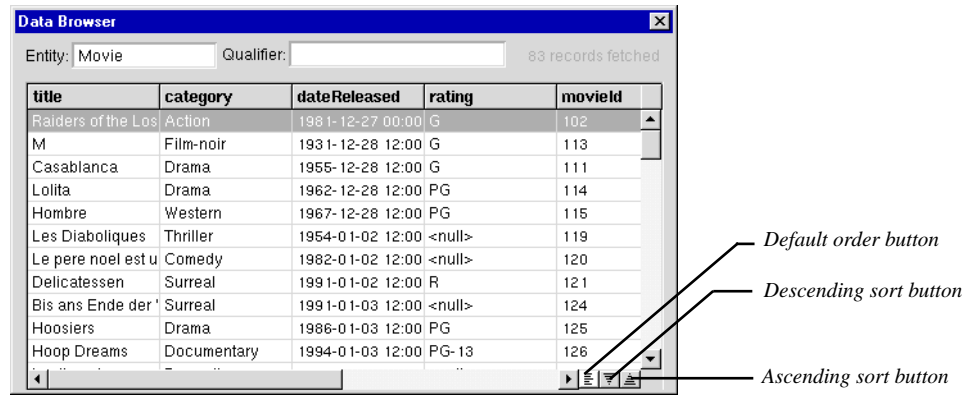 Data Browser
Entity: Movie Qualifier: 83 records fetched
title category dateReleased rating movieId
Raiders of the Los Action 1981-12-27 00:00 G 102
M Film-noir 1931-12-28 12:00 G 113
Casablanca Drama 1955-12-28 12:00 G 111
Lolita Drama 1962-12-28 12:00 PG 114
Hombre Western 1967-12-28 12:00 PG 115
Les Diaboliques Thriller 1954-01-02 12:00 <null> 119
Le pere noel est u Comedy 1982-01-02 12:00 <null> 120
Delicatessen Surreal 1991-01-02 12:00 R 121
Bis ans Ende der ' Surreal 1991-01-03 12:00 <null> 124
Hoosiers Drama 1986-01-03 12:00 PG 125
Hoop Dreams Documentary 1994-01-03 12:00 PG-13 126
Default order button
Descending sort button
Ascending sort button